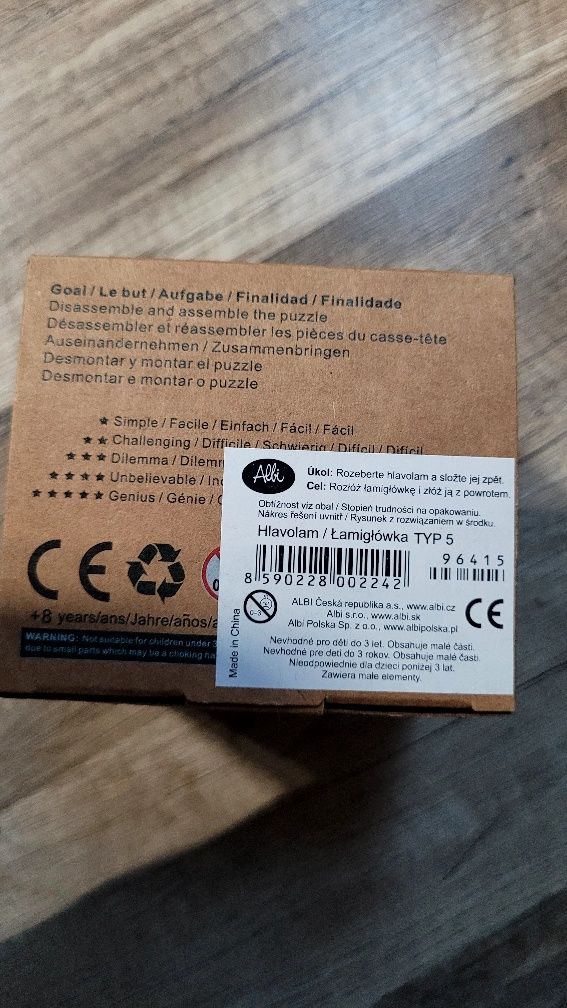 Goal / Le but / Aufgabe / Finalidad / Finalidade
Disassemble and assemble the puzzle
Désassembler et réassembler les pièces du casse-tête
Auseinandernehmen / Zusammenbringen
Desmontar y montar el puzzle
Desmontar e montar o puzzle
★ Simple / Facile / Einfach / Fácil / Fácil
★★ Challenging / Difficile / Schwierig / Difícil / Difícil
★★★ Dilemma /
★★★★ Unbelievable /
★★★★★ Genius / Génie /
CE
+8 years/ans/Jahre/años/
WARNING: Not suitable for children under 3
due to small parts which may be a choking
Albi
Úkol: Rozeberte hlavolam a složte jej zpět.
Cel: Rozłóż łamigłówkę i złóż ją z powrotem.
Obtížnost viz obal / Stopień trudności na opakowaniu.
Nákres řešení uvnitř / Rysunek z rozwiązaniem w środku.
Hlavolam / Łamigłówka TYP 5
8 590228 002242
96415
0-3
ALBI Česká republika a.s., www.albi.cz
Albi s.r.o., www.albi.sk
Albi Polska Sp. z o.o., www.albipolska.pl
CE
Made in China
Nevhodné pro děti do 3 let. Obsahuje malé části.
Nevhodné pre deti do 3 rokov. Obsahuje malé časti.
Nieodpowiednie dla dzieci poniżej 3 lat.
Zawiera małe elementy.